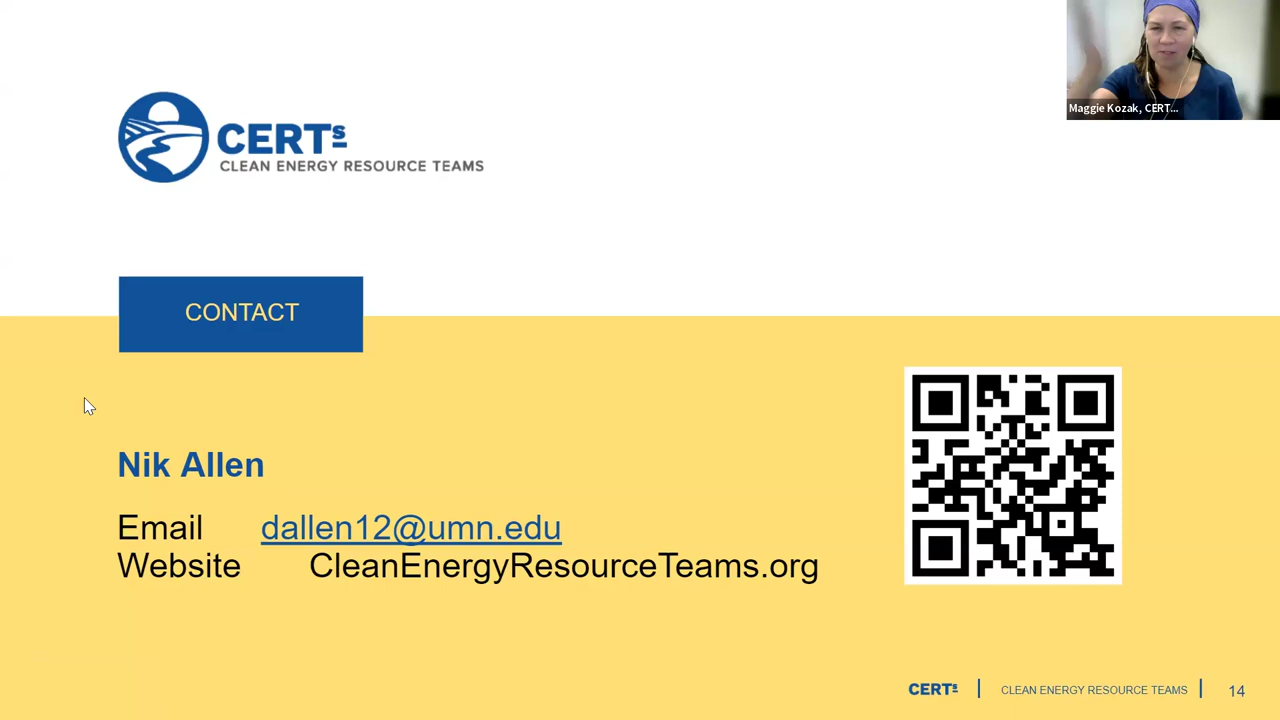 Maggie Kozak, CERT...
CERTs
CLEAN ENERGY RESOURCE TEAMS
CONTACT
Nik Allen
Email dallen12@umn.edu
Website CleanEnergyResourceTeams.org
CERTs CLEAN ENERGY RESOURCE TEAMS 14